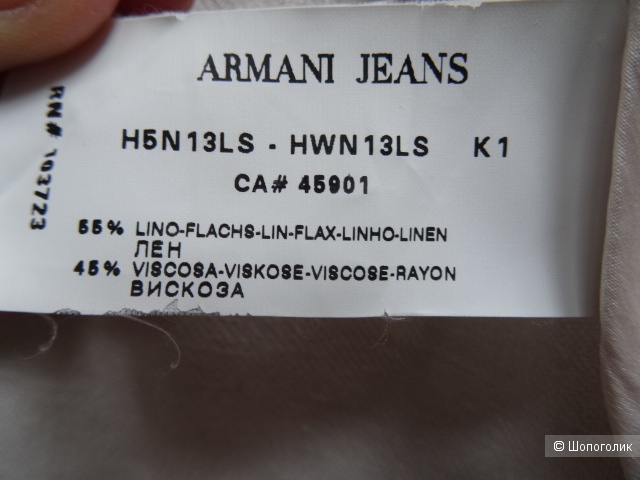 ARMANI JEANS
H5N13LS - HWN13LS K1
CA# 45901
55% LINO-FLACHS-LIN-FLAX-LINHO-LINEN
ЛЕН
45% VISCOSA-VISKOSE-VISCOSE-RAYON
ВИСКОЗА
RN# 103723
© Шопоголик